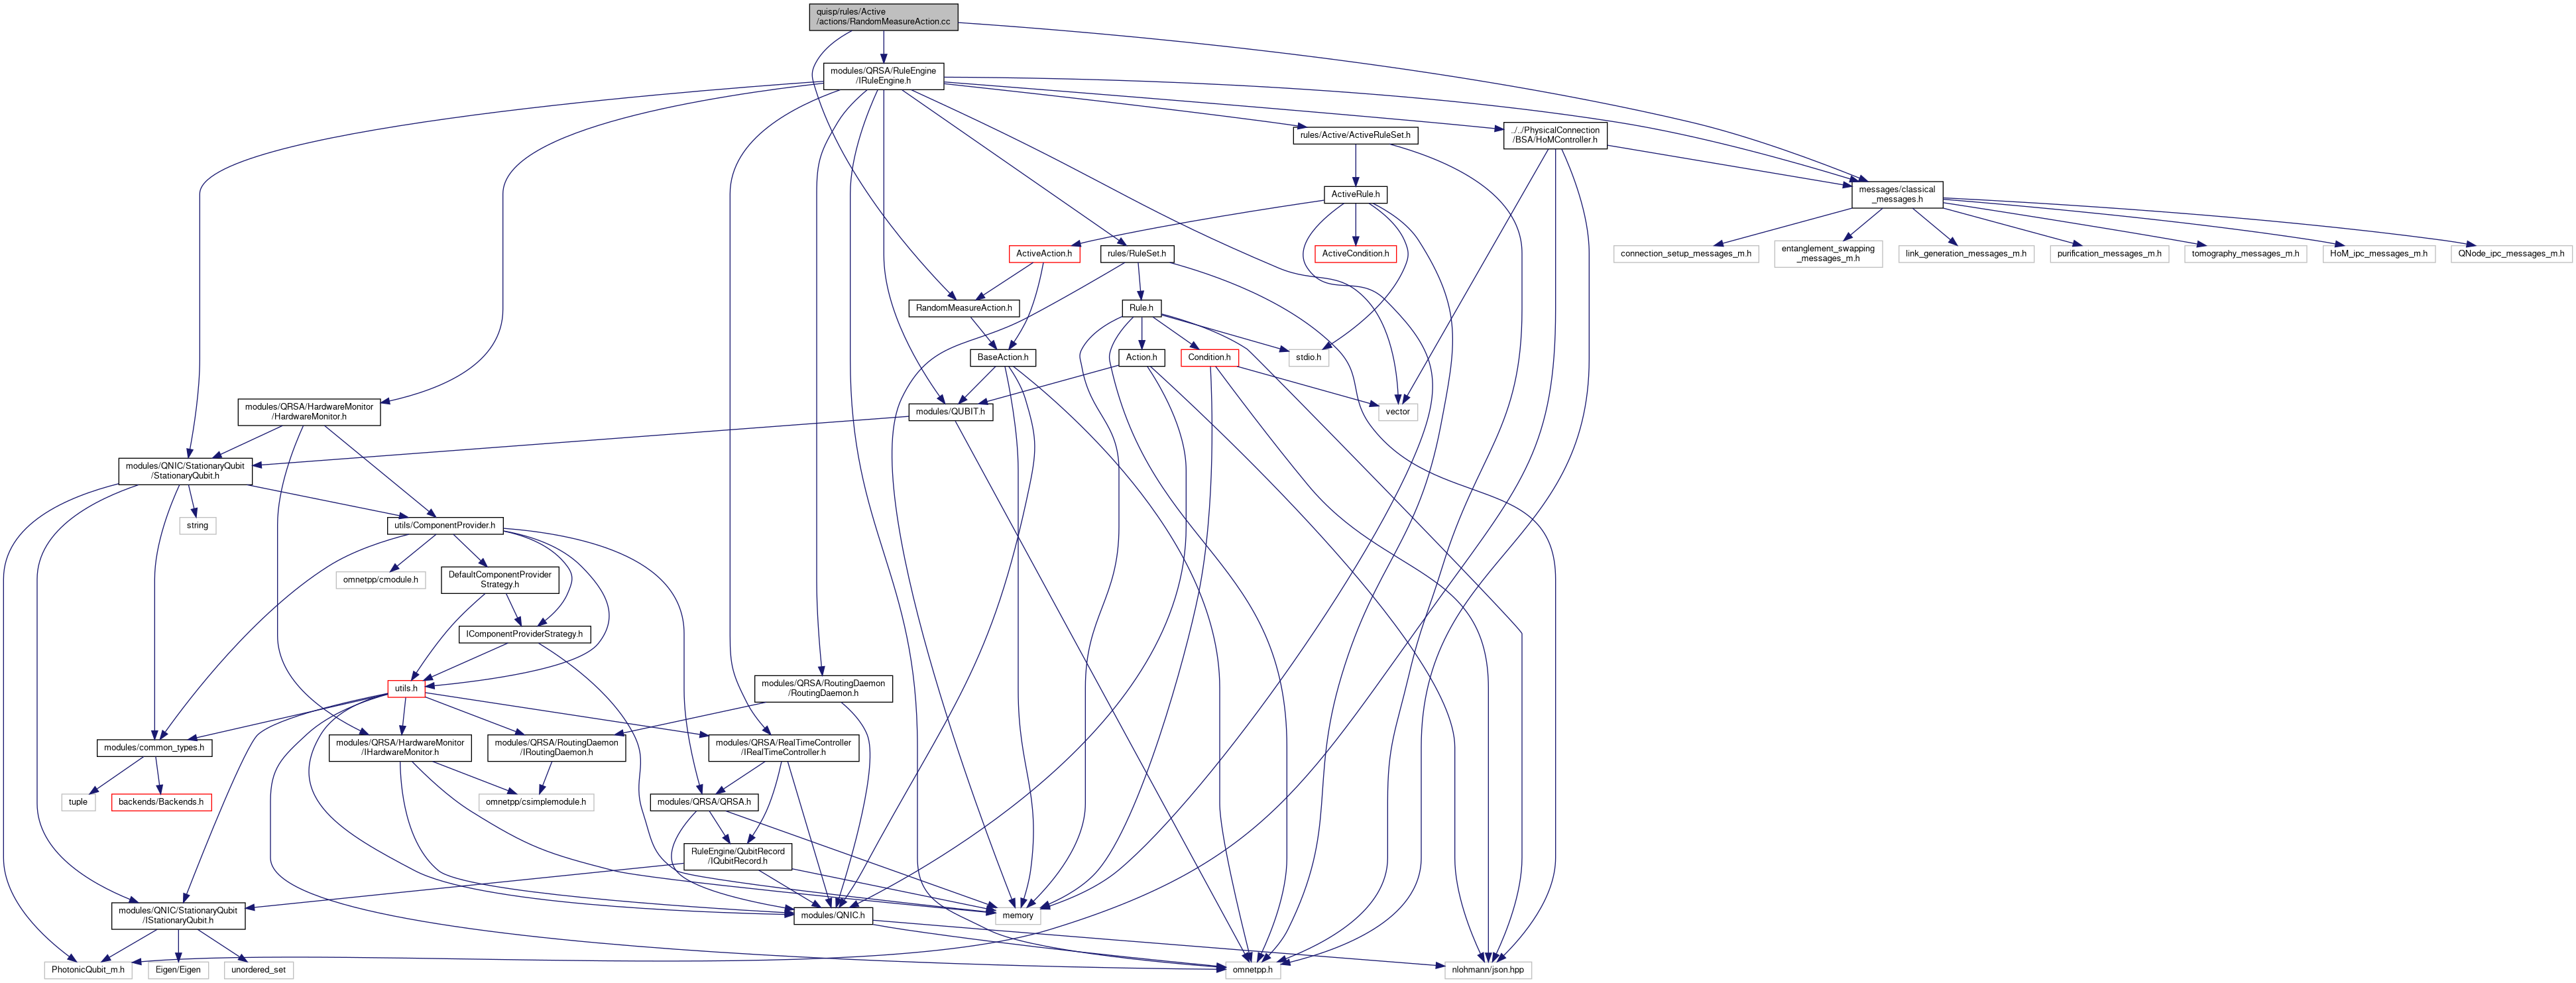 quisp/rules/Active
/actions/RandomMeasureAction.cc
modules/QRSA/RuleEngine
/IRuleEngine.h
rules/Active/ActiveRuleSet.h
../../PhysicalConnection
/BSA/HoMController.h
ActiveRule.h
messages/classical
_messages.h
ActiveAction.h
rules/RuleSet.h
ActiveCondition.h
connection_setup_messages_m.h
entanglement_swapping
_messages_m.h
link_generation_messages_m.h
purification_messages_m.h
tomography_messages_m.h
HoM_ipc_messages_m.h
QNode_ipc_messages_m.h
RandomMeasureAction.h
Rule.h
BaseAction.h
Action.h
Condition.h
stdio.h
modules/QRSA/HardwareMonitor
/HardwareMonitor.h
modules/QUBIT.h
vector
modules/QNIC/StationaryQubit
/StationaryQubit.h
string
utils/ComponentProvider.h
omnetpp/cmodule.h
DefaultComponentProvider
Strategy.h
IComponentProviderStrategy.h
utils.h
modules/QRSA/RoutingDaemon
/RoutingDaemon.h
modules/common_types.h
modules/QRSA/HardwareMonitor
/IHardwareMonitor.h
modules/QRSA/RoutingDaemon
/IRoutingDaemon.h
modules/QRSA/RealTimeController
/IRealTimeController.h
tuple
backends/Backends.h
omnetpp/csimplemodule.h
modules/QRSA/QRSA.h
RuleEngine/QubitRecord
/IQubitRecord.h
modules/QNIC/StationaryQubit
/IStationaryQubit.h
modules/QNIC.h
memory
PhotonicQubit_m.h
Eigen/Eigen
unordered_set
omnetpp.h
nlohmann/json.hpp